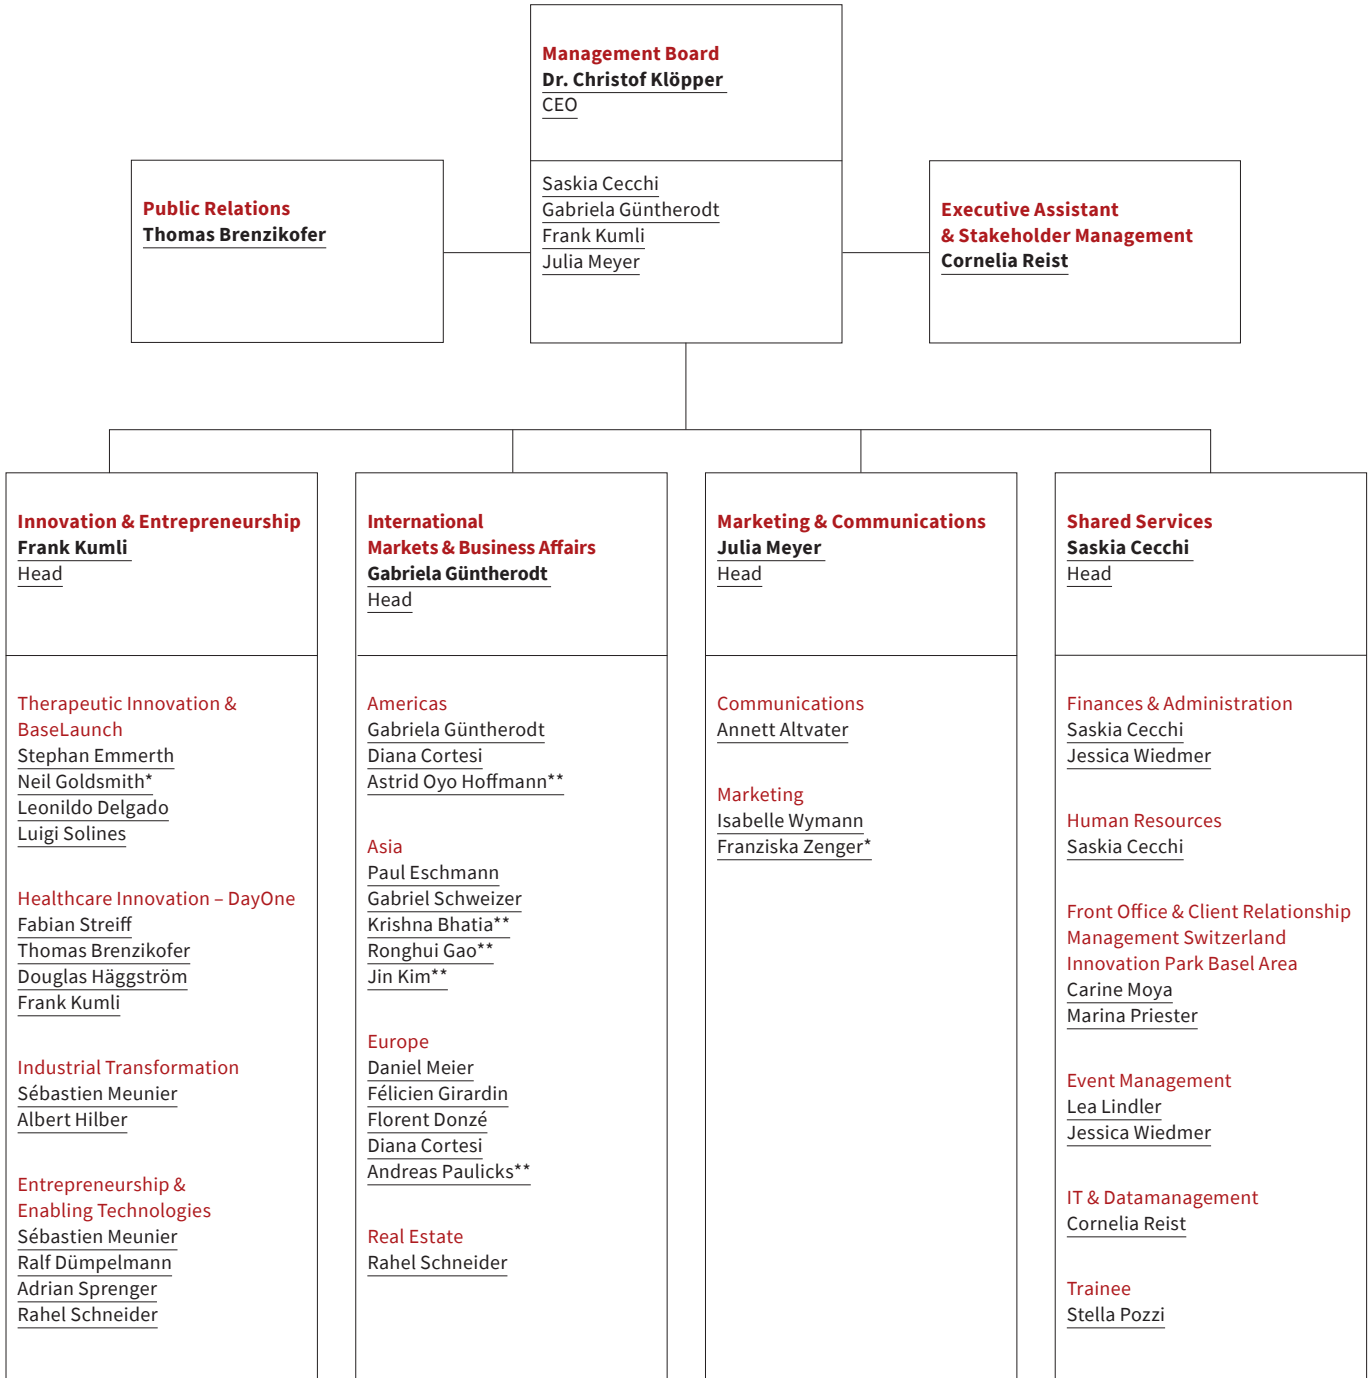 Management Board
Dr. Christof Klöpper
CEO
Saskia Cecchi
Gabriela Güntherodt
Frank Kumli
Julia Meyer
Public Relations
Thomas Brenzikofer
Executive Assistant
& Stakeholder Management
Cornelia Reist
Innovation & Entrepreneurship
Frank Kumli
Head
Therapeutic Innovation &
BaseLaunch
Stephan Emmerth
Neil Goldsmith*
Leonildo Delgado
Luigi Solines
Healthcare Innovation – DayOne
Fabian Streiff
Thomas Brenzikofer
Douglas Häggström
Frank Kumli
Industrial Transformation
Sébastien Meunier
Albert Hilber
Entrepreneurship &
Enabling Technologies
Sébastien Meunier
Ralf Dümpelmann
Adrian Sprenger
Rahel Schneider
International
Markets & Business Affairs
Gabriela Güntherodt
Head
Americas
Gabriela Güntherodt
Diana Cortesi
Astrid Oyo Hoffmann**
Asia
Paul Eschmann
Gabriel Schweizer
Krishna Bhatia**
Ronghui Gao**
Jin Kim**
Europe
Daniel Meier
Félicien Girardin
Florent Donzé
Diana Cortesi
Andreas Paulicks**
Real Estate
Rahel Schneider
Marketing & Communications
Julia Meyer
Head
Communications
Annett Altvater
Marketing
Isabelle Wymann
Franziska Zenger*
Shared Services
Saskia Cecchi
Head
Finances & Administration
Saskia Cecchi
Jessica Wiedmer
Human Resources
Saskia Cecchi
Front Office & Client Relationship
Management Switzerland
Innovation Park Basel Area
Carine Moya
Marina Priester
Event Management
Lea Lindler
Jessica Wiedmer
IT & Datamanagement
Cornelia Reist
Trainee
Stella Pozzi